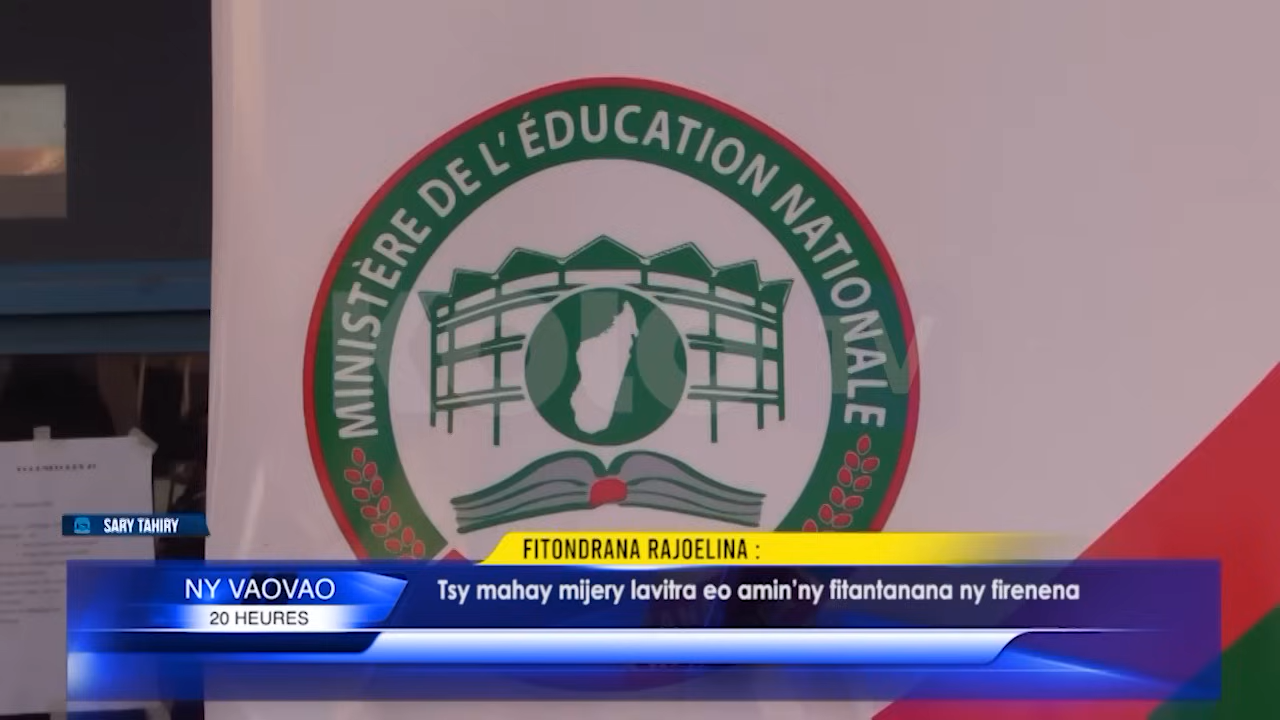 MINISTÈRE DE L'ÉDUCATION NATIONALE
SARY TAHIRY
FITONDRANA RAJOELINA :
NY VAOVAO
20 HEURES
Tsy mahay mijery lavitra eo amin'ny fitantanana ny firenena